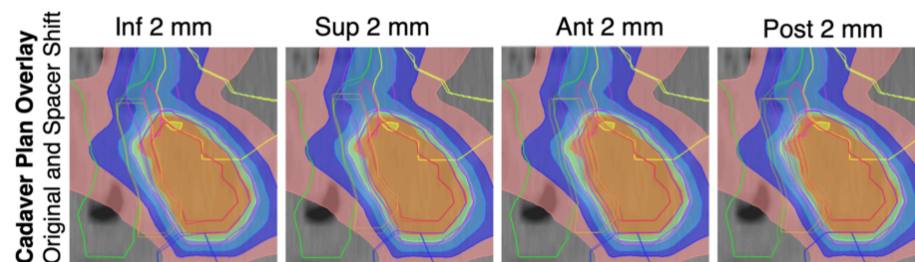 Inf 2 mm
Sup 2 mm
Ant 2 mm
Post 2 mm
Cadaver Plan Overlay
Original and Spacer Shift